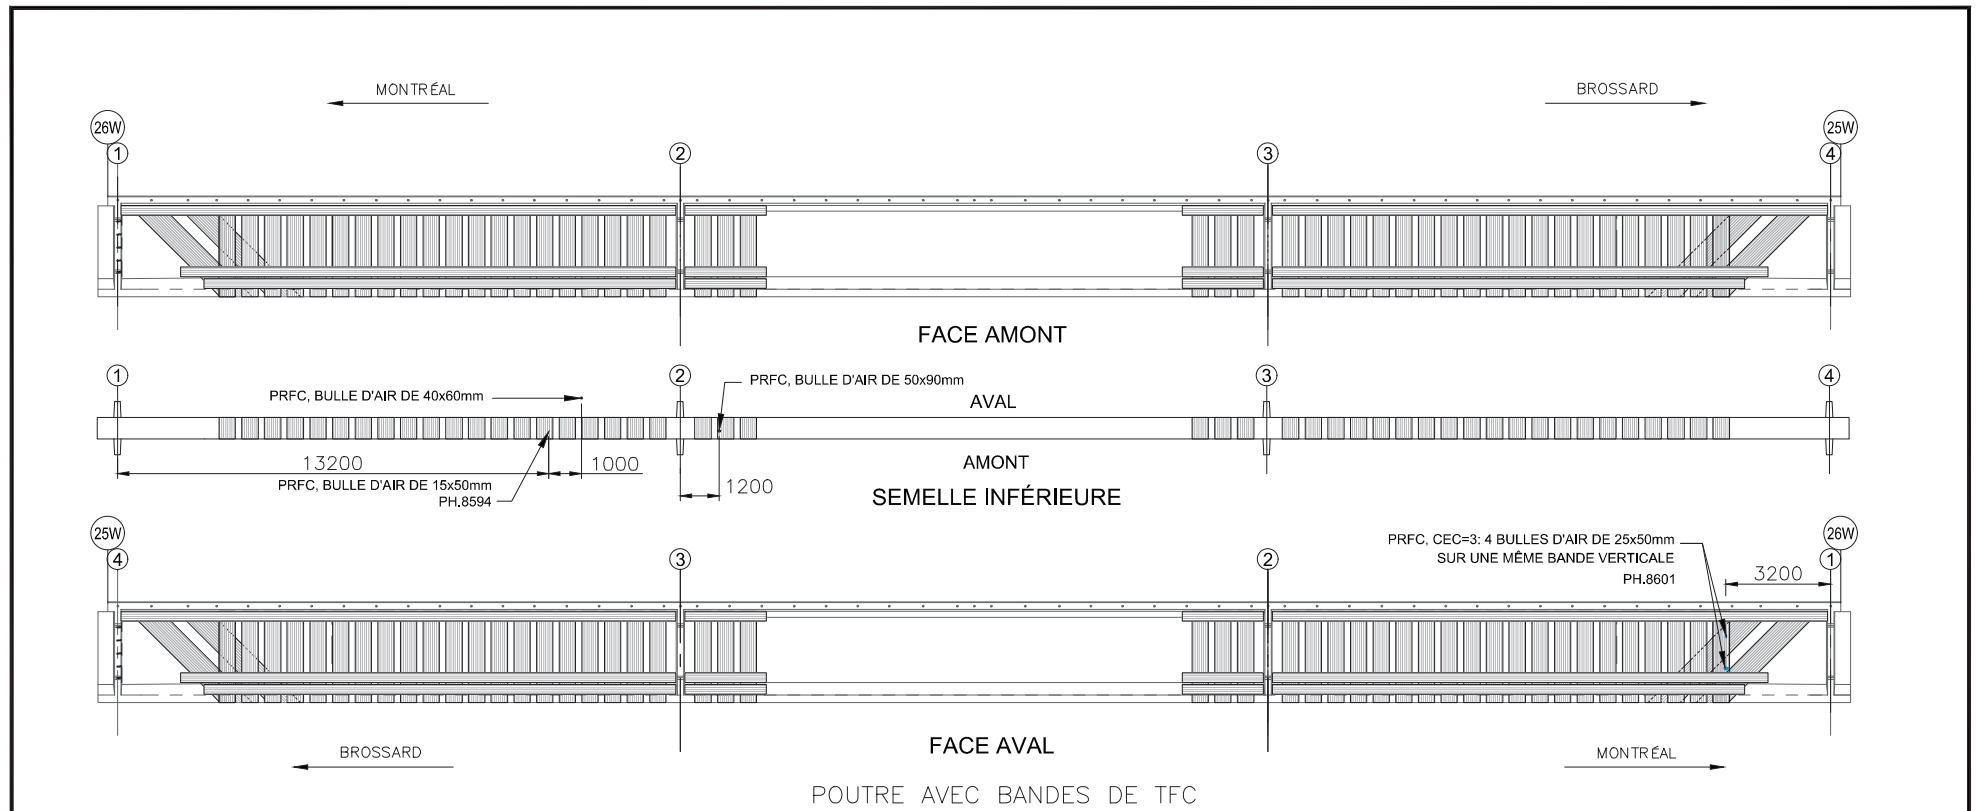 MONTRÉAL
BROSSARD
26W
25W
1
2
3
4
FACE AMONT
1
2
3
4
PRFC, BULLE D'AIR DE 40x60mm
PRFC, BULLE D'AIR DE 50x90mm
AVAL
13200
1000
AMONT
PRFC, BULLE D'AIR DE 15x50mm
PH.8594
1200
SEMELLE INFÉRIEURE
25W
26W
4
3
2
1
PRFC, CEC=3: 4 BULLES D'AIR DE 25x50mm
SUR UNE MÊME BANDE VERTICALE
PH.8601
3200
FACE AVAL
BROSSARD
MONTRÉAL
POUTRE AVEC BANDES DE TFC